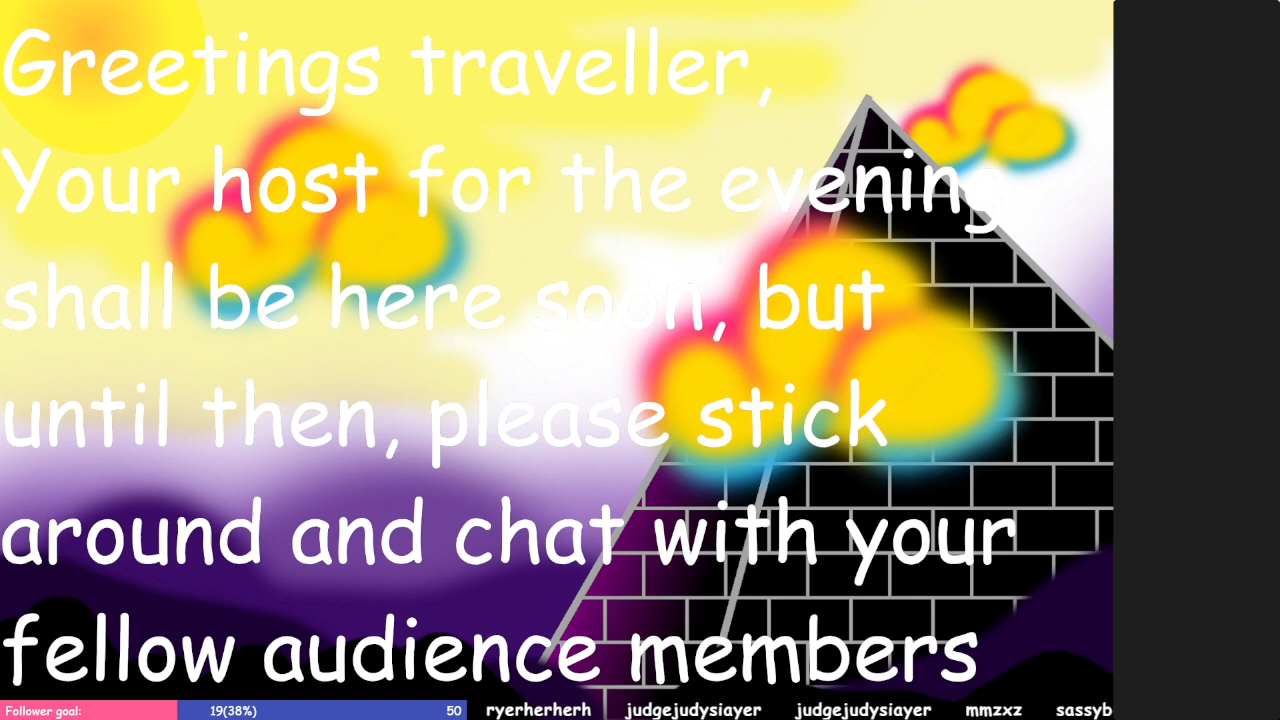 Greetings traveller,
Your host for the evening
shall be here soon, but
until then, please stick
around and chat with your
fellow audience members
Follower goal: 19(38%) 50 ryerherherh judgejudysiayer judgejudysiayer mmzxz sassyb